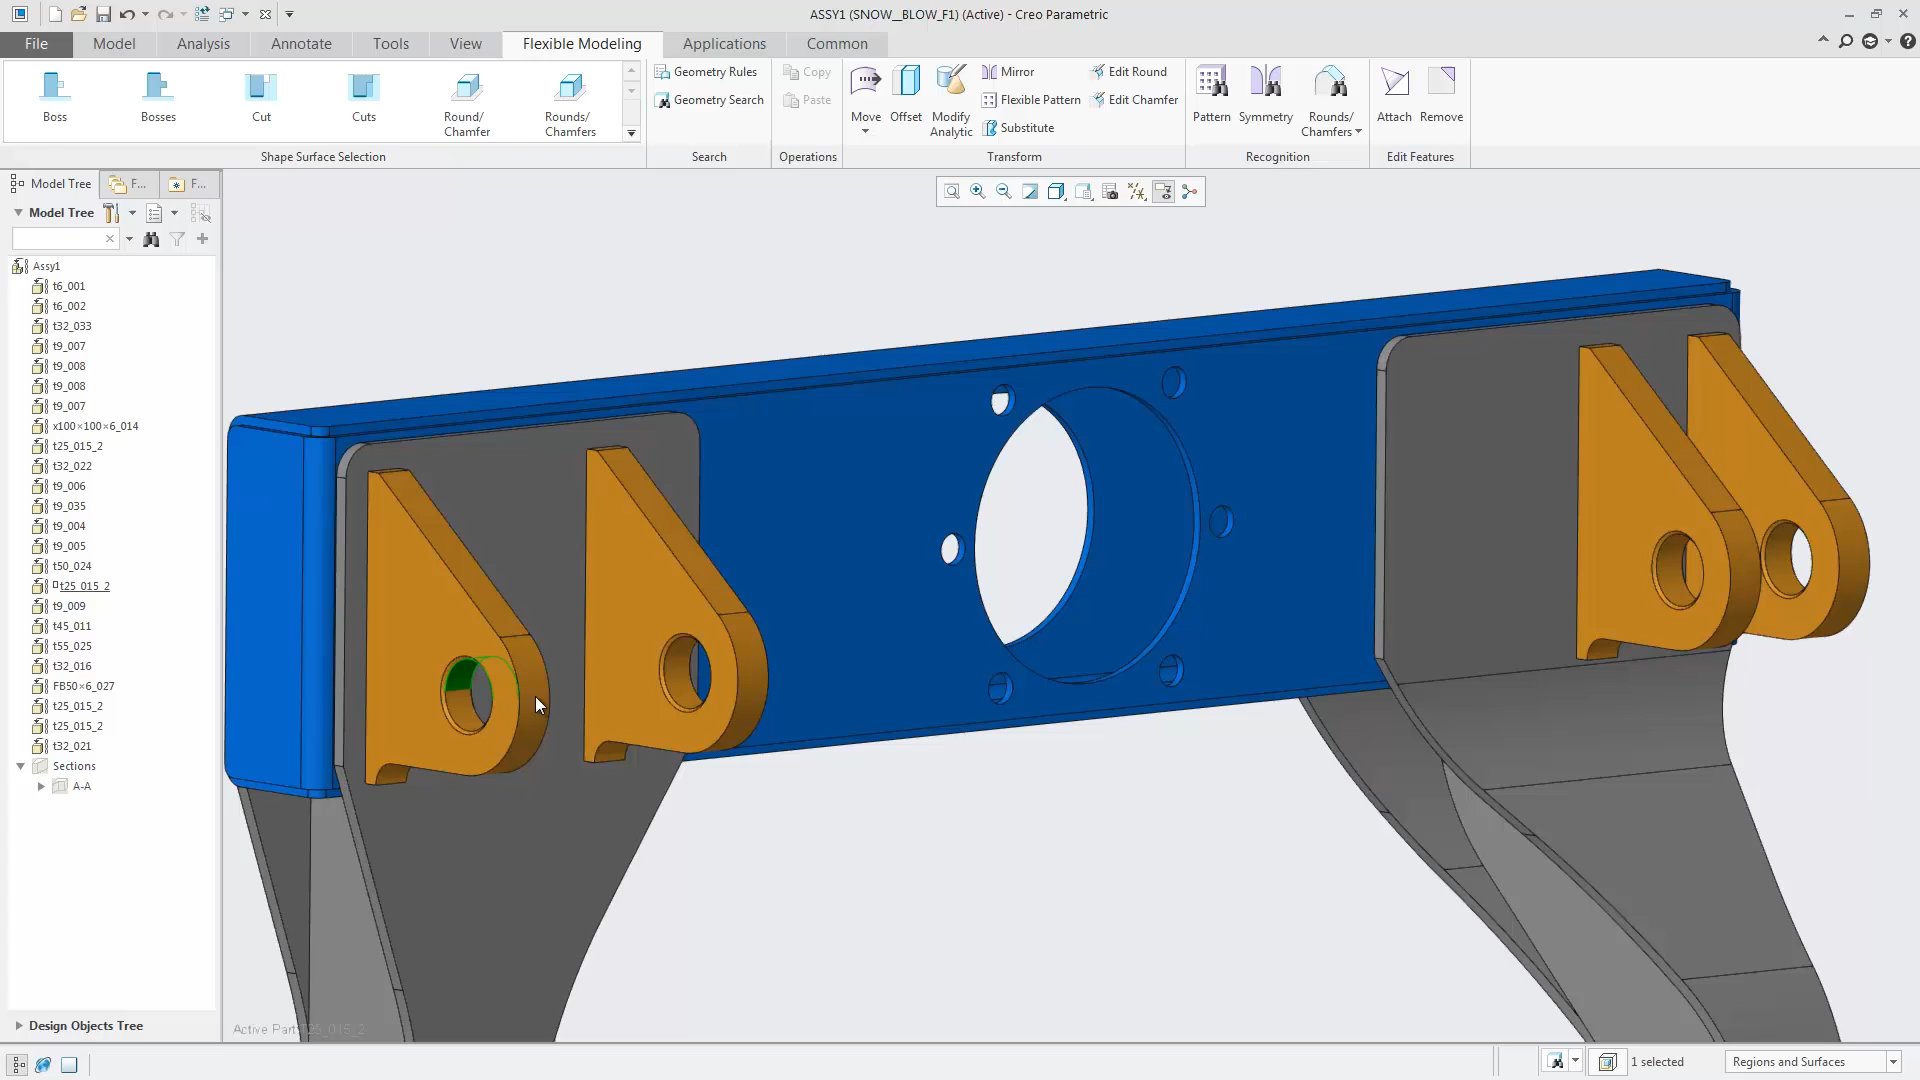 ASSY1 (SNOW__BLOW_F1) (Active) - Creo Parametric
File Model Analysis Annotate Tools View Flexible Modeling Applications Common
Boss Bosses Cut Cuts Round/ Chamfer Rounds/ Chamfers
Geometry Rules
Geometry Search
Copy
Paste
Move Offset Modify Analytic
Mirror
Flexible Pattern
Substitute
Edit Round
Edit Chamfer
Pattern Symmetry Rounds/ Chamfers
Attach Remove
Shape Surface Selection Search Operations Transform Recognition Edit Features
Model Tree F... F...
Model Tree
Assy1
t6_001
t6_002
t32_033
t9_007
t9_008
t9_008
t9_007
x100×100×6_014
t25_015_2
t32_022
t9_006
t9_035
t9_004
t9_005
t50_024
t25_015_2
t9_009
t45_011
t55_025
t32_016
FB50×6_027
t25_015_2
t25_015_2
t32_021
Sections
A-A
Design Objects Tree
Active Part:T25_015_2
1 selected
Regions and Surfaces